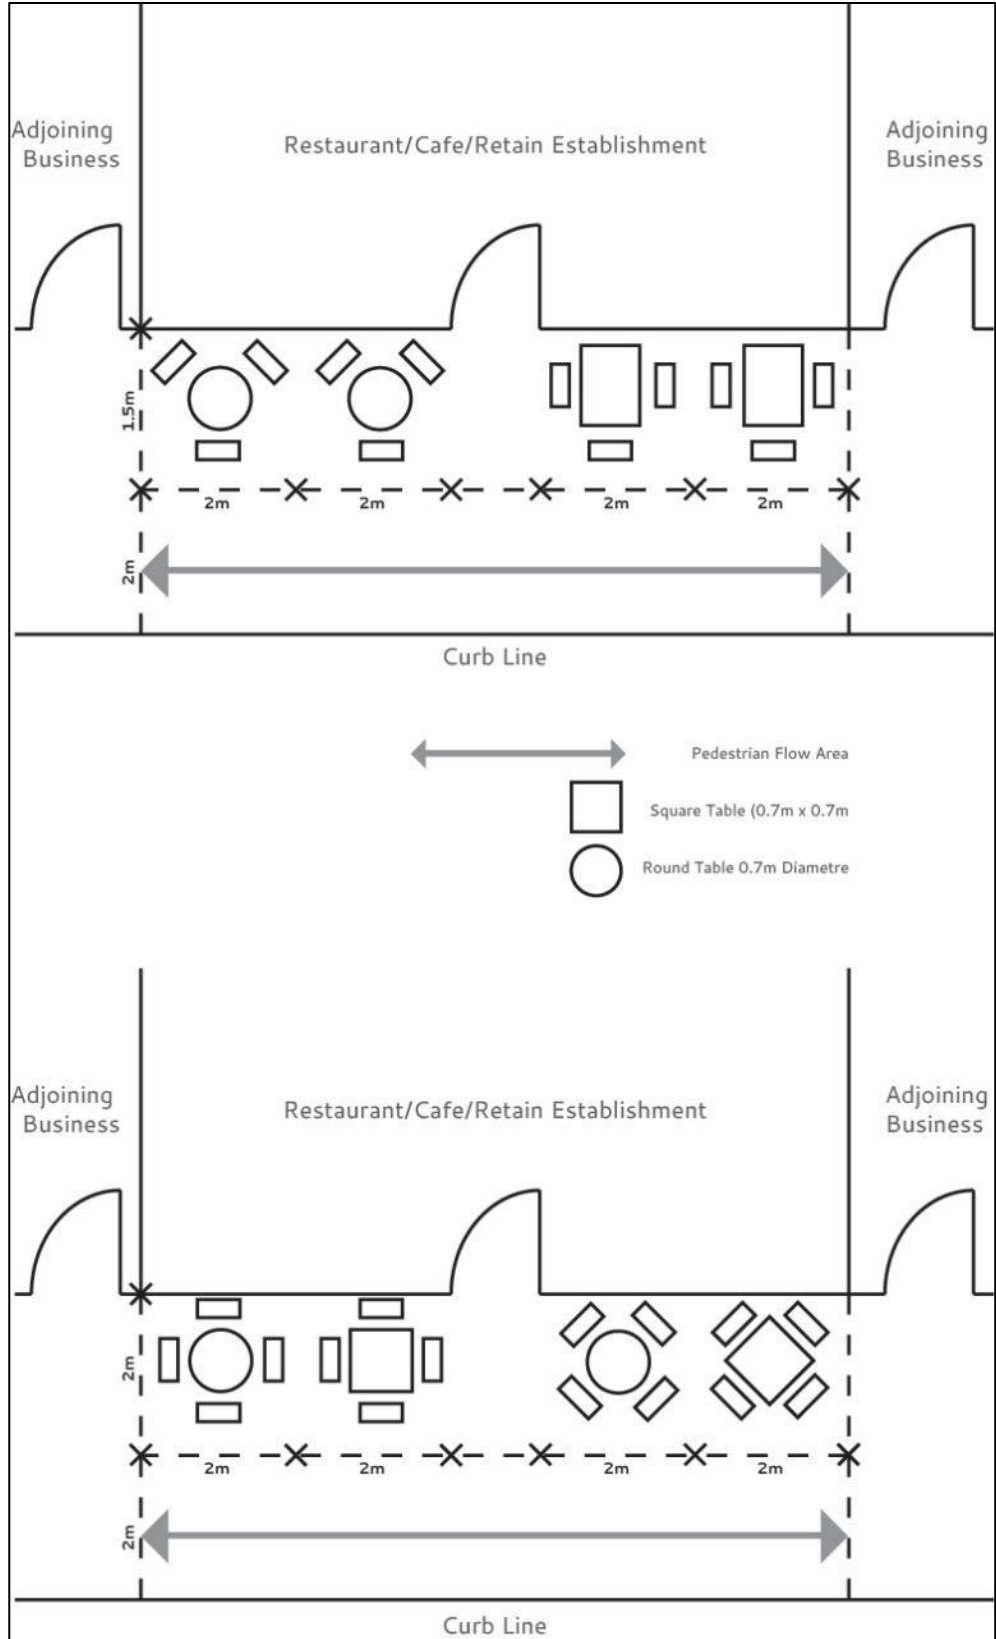 Adjoining
Business
Restaurant/Cafe/Retain Establishment
Adjoining
Business
1.5m
2m
2m
2m
2m
2m
Curb Line
Pedestrian Flow Area
Square Table (0.7m x 0.7m
Round Table 0.7m Diametre
Adjoining
Business
Restaurant/Cafe/Retain Establishment
Adjoining
Business
2m
2m
2m
2m
2m
2m
Curb Line